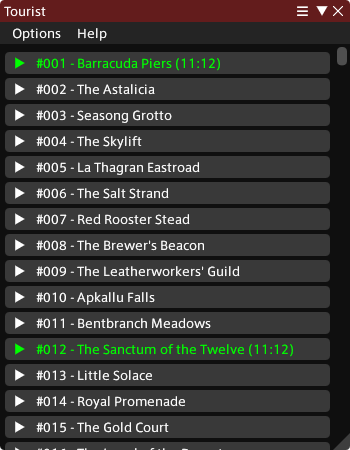 Tourist
Options Help
#001 - Barracuda Piers (11:12)
#002 - The Astalicia
#003 - Seasong Grotto
#004 - The Skylift
#005 - La Thagran Eastroad
#006 - The Salt Strand
#007 - Red Rooster Stead
#008 - The Brewer's Beacon
#009 - The Leatherworkers' Guild
#010 - Apkallu Falls
#011 - Bentbranch Meadows
#012 - The Sanctum of the Twelve (11:12)
#013 - Little Solace
#014 - Royal Promenade
#015 - The Gold Court